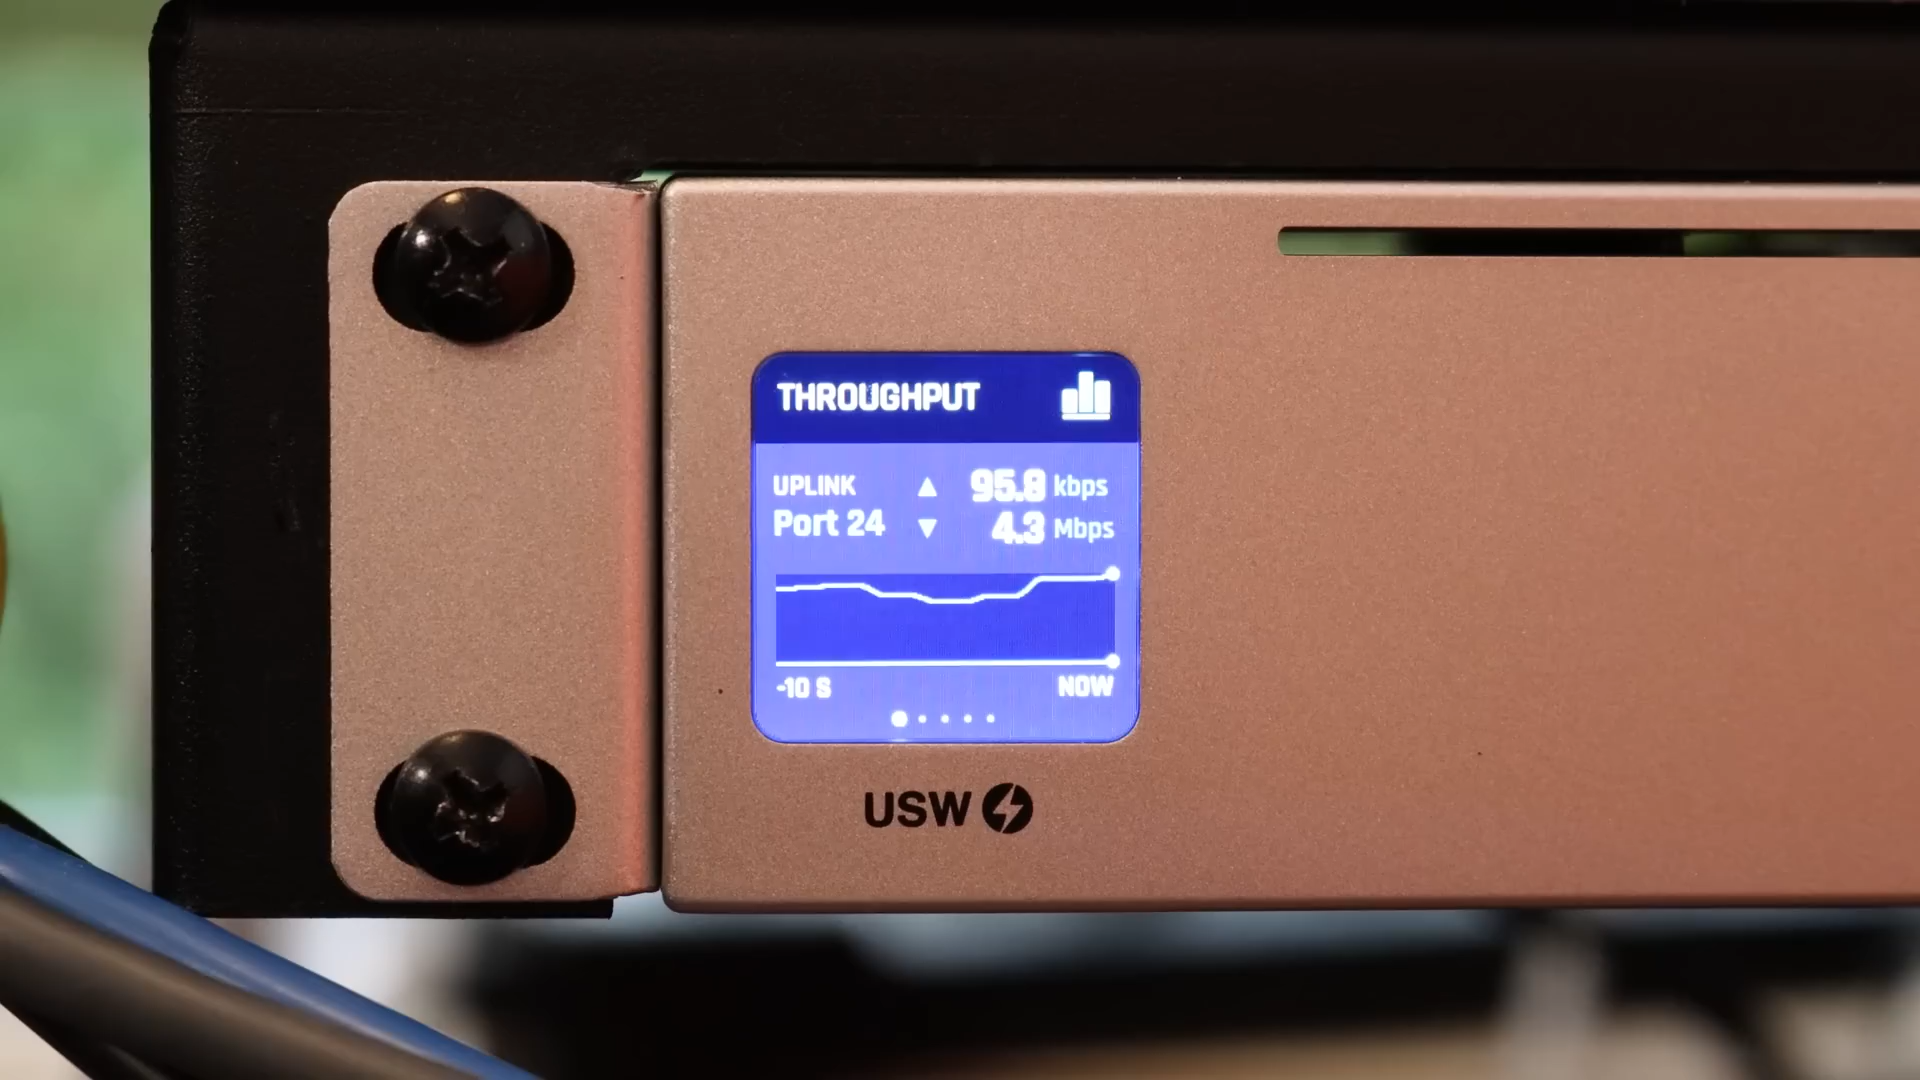 THROUGHPUT
UPLINK ▲ 95.8 kbps
Port 24 ▼ 4.3 Mbps
-10 S NOW
USW